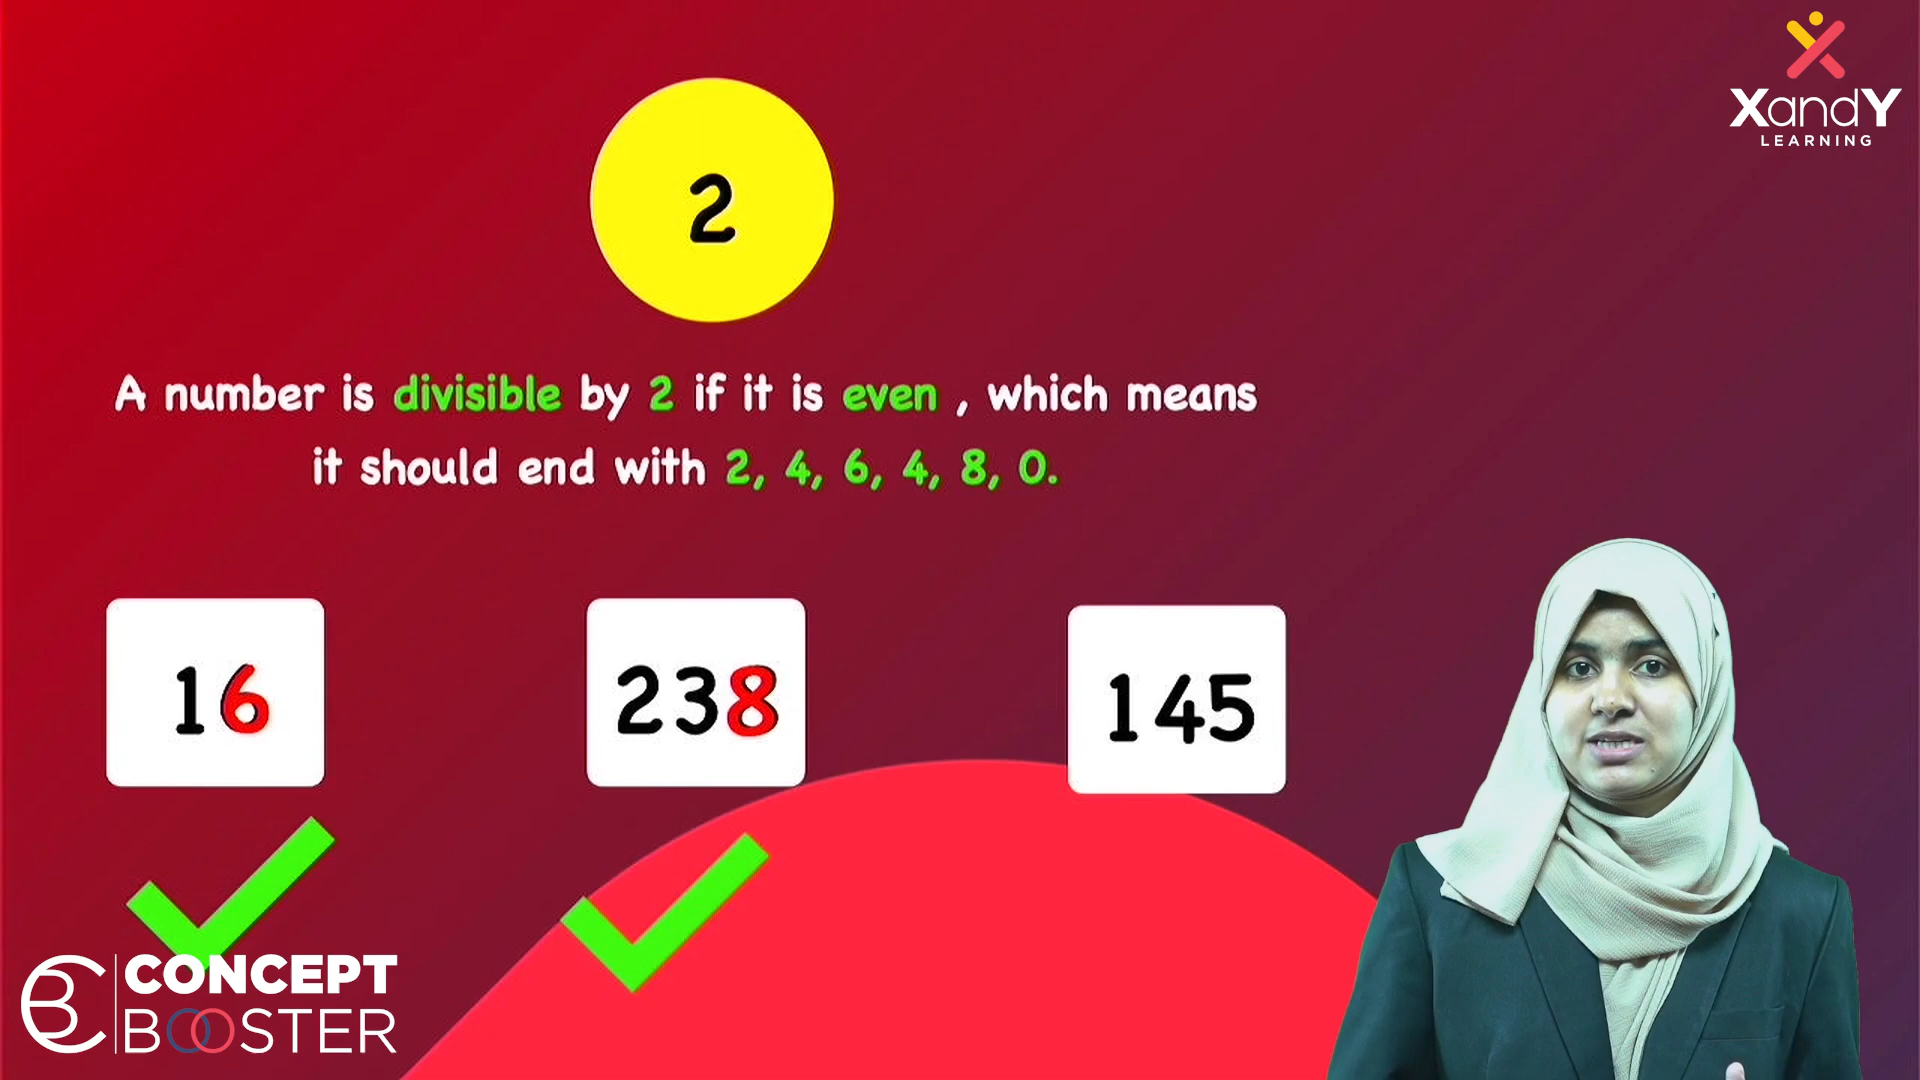 XandY
LEARNING
2
A number is divisible by 2 if it is even , which means
it should end with 2, 4, 6, 4, 8, 0.
16
238
145
CONCEPT
BOOSTER